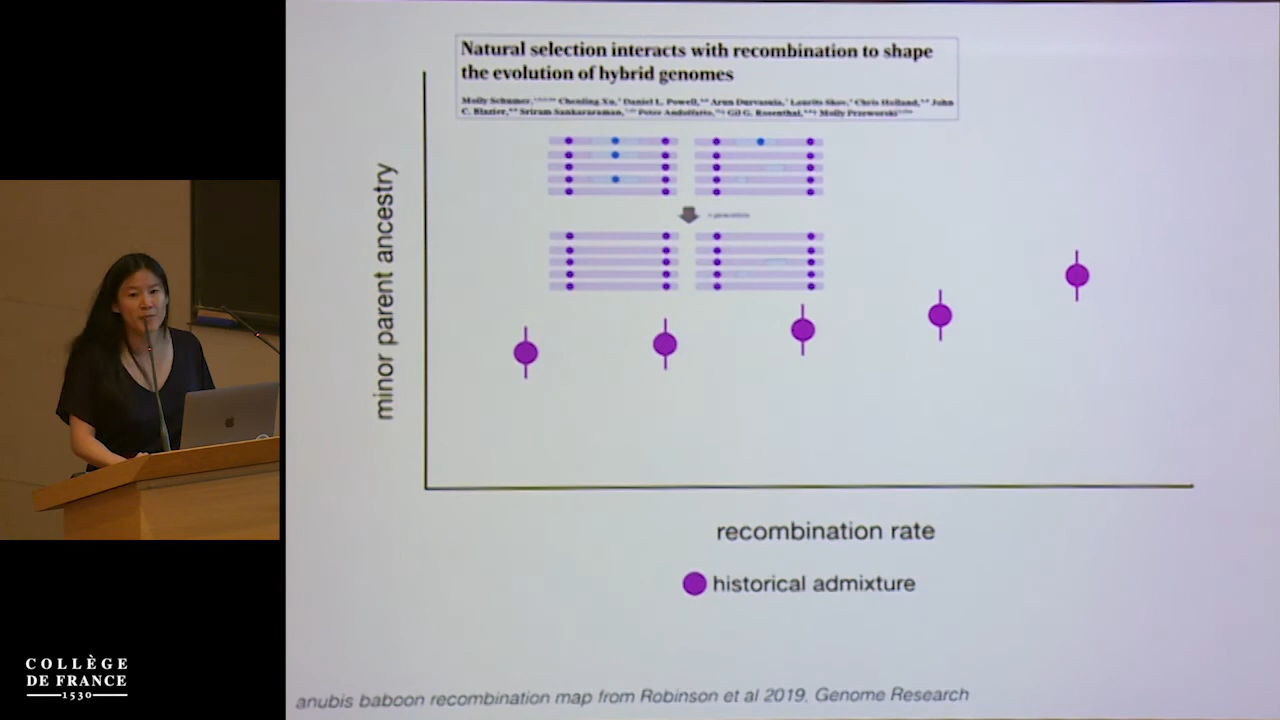 Natural selection interacts with recombination to shape
the evolution of hybrid genomes
Molly Schumer, Chenling Xu, Daniel L. Powell, Arun Durvasula, Laurits Skov, Chris Holland, John
C. Blazier, Sriram Sankararaman, Peter Andolfatto, Gil G. Rosenthal, Molly Przeworski
minor parent ancestry
recombination rate
historical admixture
anubis baboon recombination map from Robinson et al 2019. Genome Research
COLLÈGE
DE FRANCE
1530